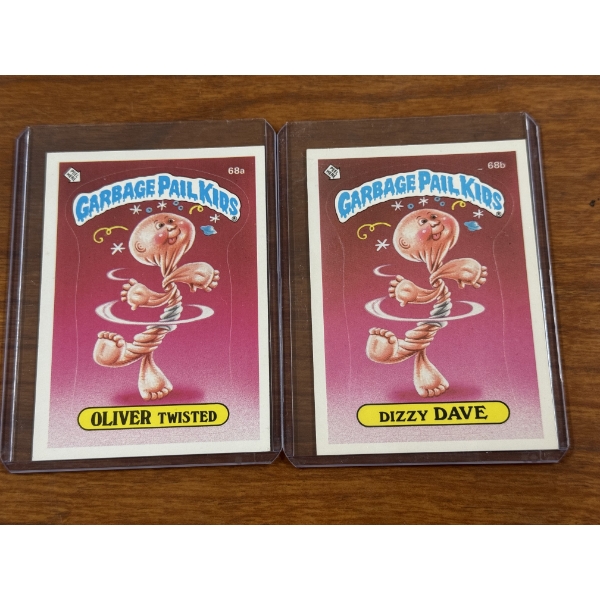 68a
GARBAGE PAIL KIDS
OLIVER TWISTED
68b
GARBAGE PAIL KIDS
DIZZY DAVE